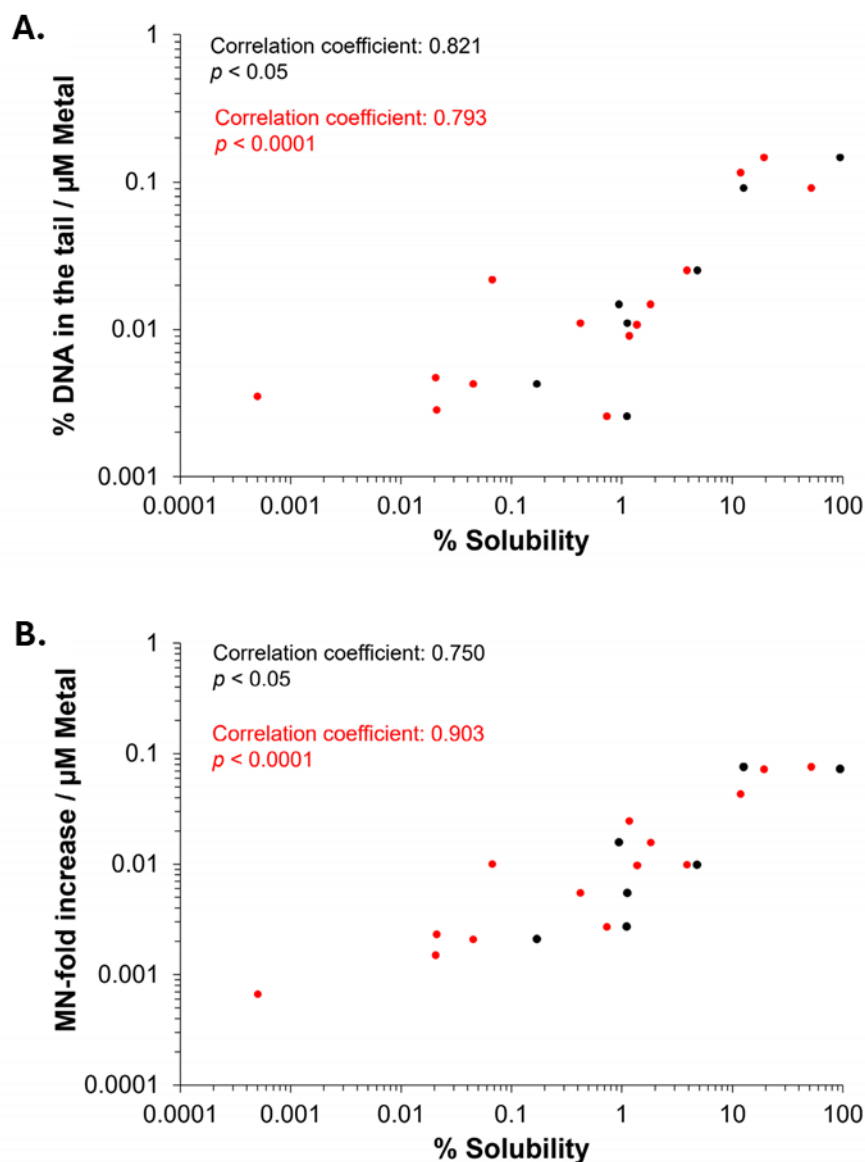 A.
1
Correlation coefficient: 0.821
p < 0.05
Correlation coefficient: 0.793
p < 0.0001
0.1
0.01
0.001
% DNA in the tail / µM Metal
0.0001 0.001 0.01 0.1 1 10 100
% Solubility
B.
1
Correlation coefficient: 0.750
p < 0.05
Correlation coefficient: 0.903
p < 0.0001
0.1
0.01
0.001
0.0001
MN-fold increase / µM Metal
0.0001 0.001 0.01 0.1 1 10 100
% Solubility